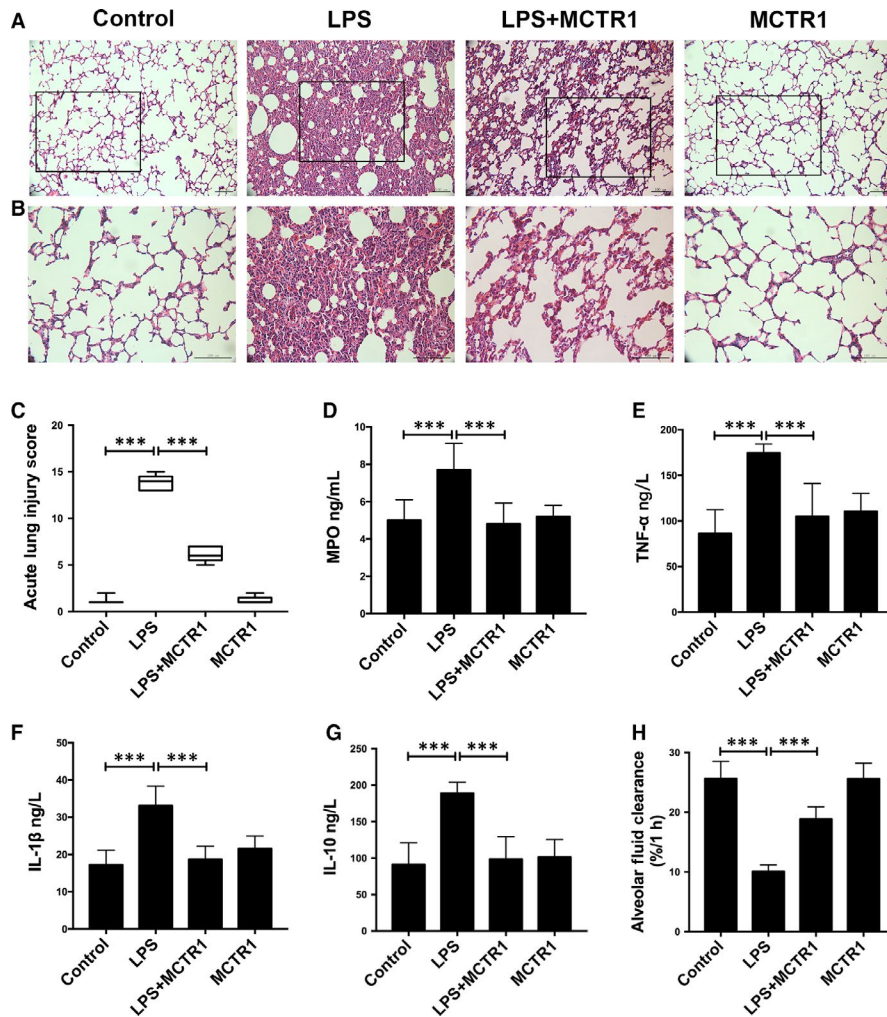 A
Control
LPS
LPS+MCTR1
MCTR1
B
C
Acute lung injury score
20
15
10
5
0
***
***
Control
LPS
LPS+MCTR1
MCTR1
D
MPO ng/mL
10
8
6
4
2
0
***
***
Control
LPS
LPS+MCTR1
MCTR1
E
TNF-α ng/L
200
150
100
50
0
***
***
Control
LPS
LPS+MCTR1
MCTR1
F
IL-1β ng/L
50
40
30
20
10
0
***
***
Control
LPS
LPS+MCTR1
MCTR1
G
IL-10 ng/L
250
200
150
100
50
0
***
***
Control
LPS
LPS+MCTR1
MCTR1
H
Alveolar fluid clearance
(%/1 h)
30
20
10
0
***
***
Control
LPS
LPS+MCTR1
MCTR1